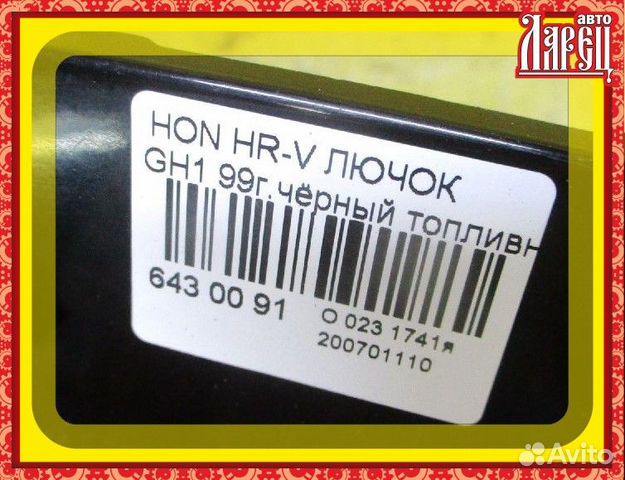 авто
ЛАРЕЦ
HON HR-V ЛЮЧОК
GH1 99г.чёрный топливн
643 00 91
O 023 1741я
200701110
Avito